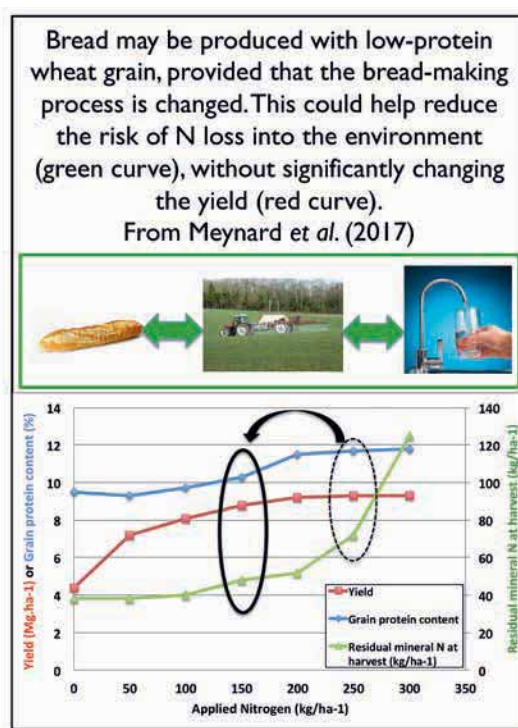 Bread may be produced with low-protein
wheat grain, provided that the bread-making
process is changed. This could help reduce
the risk of N loss into the environment
(green curve), without significantly changing
the yield (red curve).
From Meynard et al. (2017)
14
12
10
8
6
4
2
0
Yield (Mg.ha-1) or Grain protein content (%)
140
120
100
80
60
40
20
0
Residual mineral N at harvest (kg/ha-1)
Yield
Grain protein content
Residual mineral N at
harvest (kg/ha-1)
0 50 100 150 200 250 300 350
Applied Nitrogen (kg/ha-1)